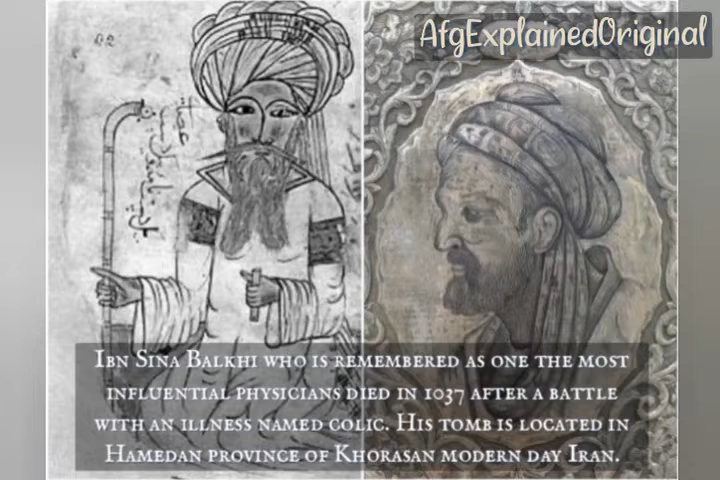 AfgExplainedOriginal
Ibn Sina Balkhi who is remembered as one the most
influential physicians died in 1037 after a battle
with an illness named colic. His tomb is located in
Hamedan province of Khorasan modern day Iran.